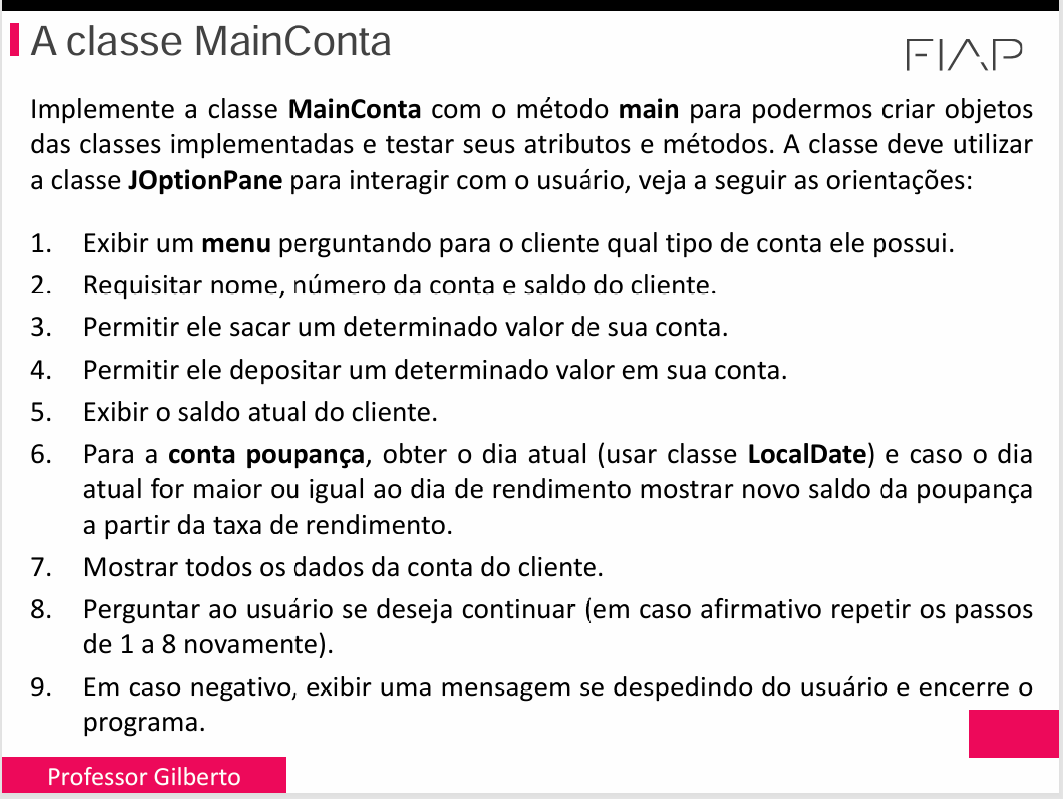 A classe MainConta
FIAP
Implemente a classe MainConta com o método main para podermos criar objetos
das classes implementadas e testar seus atributos e métodos. A classe deve utilizar
a classe JOptionPane para interagir com o usuário, veja a seguir as orientações:
1. Exibir um menu perguntando para o cliente qual tipo de conta ele possui.
2. Requisitar nome, número da conta e saldo do cliente.
3. Permitir ele sacar um determinado valor de sua conta.
4. Permitir ele depositar um determinado valor em sua conta.
5. Exibir o saldo atual do cliente.
6. Para a conta poupança, obter o dia atual (usar classe LocalDate) e caso o dia
atual for maior ou igual ao dia de rendimento mostrar novo saldo da poupança
a partir da taxa de rendimento.
7. Mostrar todos os dados da conta do cliente.
8. Perguntar ao usuário se deseja continuar (em caso afirmativo repetir os passos
de 1 a 8 novamente).
9. Em caso negativo, exibir uma mensagem se despedindo do usuário e encerre o
programa.
Professor Gilberto